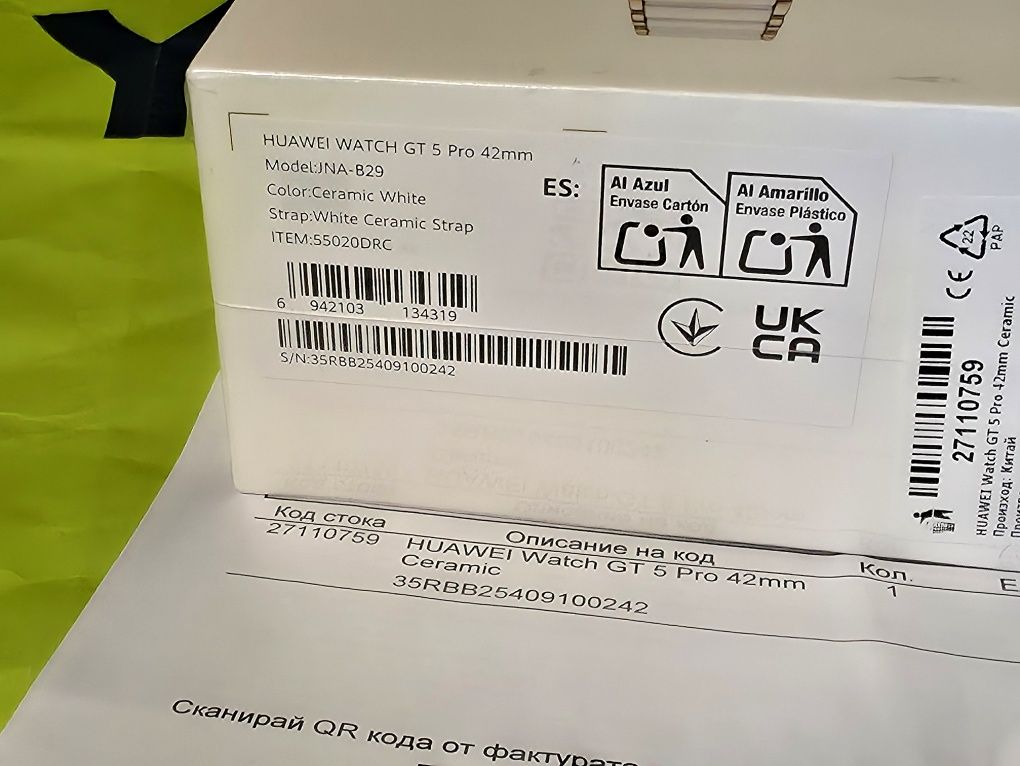 HUAWEI WATCH GT 5 Pro 42mm
Model:JNA-B29
Color:Ceramic White
Strap:White Ceramic Strap
ITEM:55020DRC
6 942103 134319
S/N:35RBB25409100242
ES:
Al Azul
Envase Cartón
Al Amarillo
Envase Plástico
UK
CA
22
PAP
CE
27110759
HUAWEI Watch GT 5 Pro 42mm Ceramic
Произход: Китай
Код стока Описание на код Кол.
27110759 HUAWEI Watch GT 5 Pro 42mm 1
Ceramic
35RBB25409100242
Сканирай QR кода от фактурата